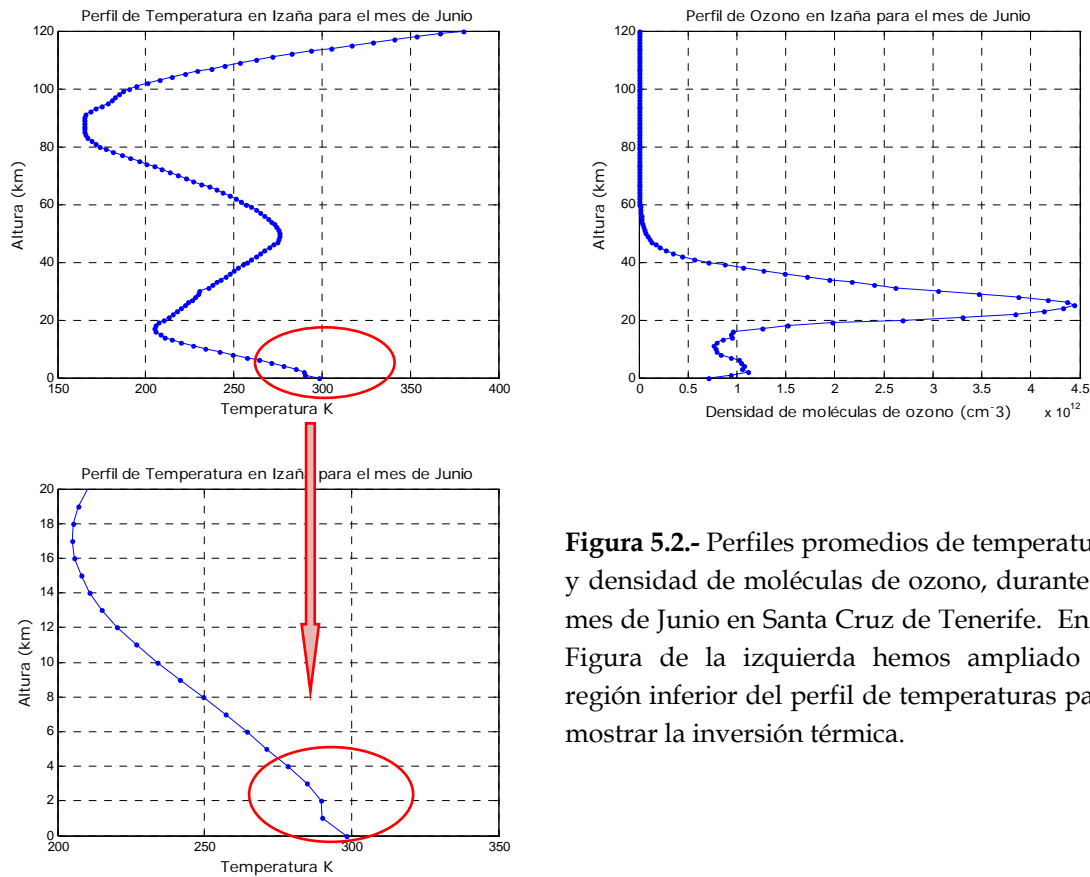 Perfil de Temperatura en Izaña para el mes de Junio
120
100
80
60
40
20
0
Altura (km)
150 200 250 300 350 400
Temperatura K
Perfil de Ozono en Izaña para el mes de Junio
120
100
80
60
40
20
0
Altura (km)
0 0.5 1 1.5 2 2.5 3 3.5 4 4.5
Densidad de moléculas de ozono (cm-3) x 10^12
Perfil de Temperatura en Izaña para el mes de Junio
20
18
16
14
12
10
8
6
4
2
0
Altura (km)
200 250 300 350
Temperatura K
Figura 5.2.- Perfiles promedios de
y densidad de moléculas de ozono, durante
mes de Junio en Santa Cruz de Tenerife. En
Figura de la izquierda hemos ampliado
región inferior del perfil de temperaturas
mostrar la inversión térmica.